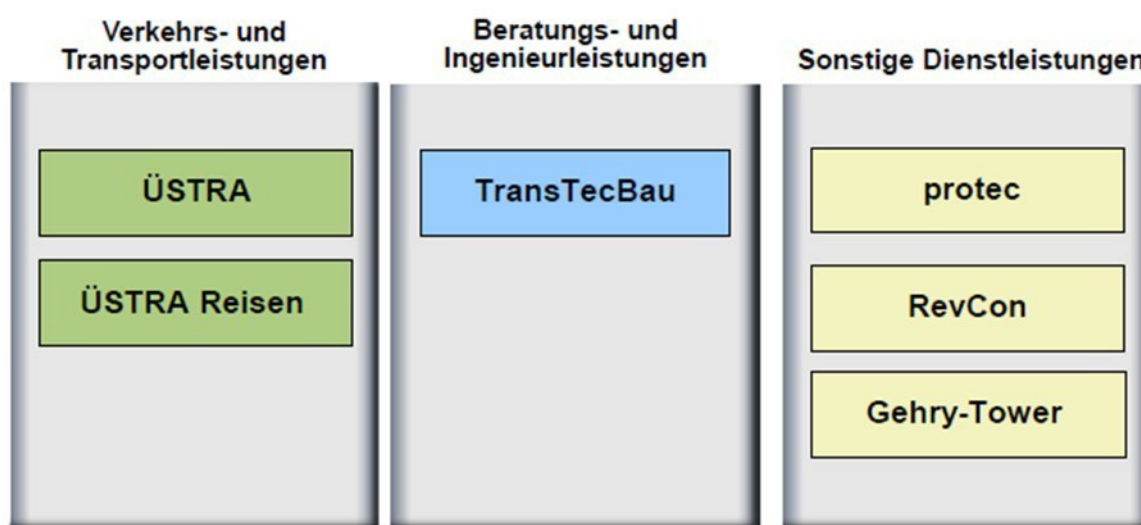 Verkehrs- und
Transportleistungen
ÜSTRA
ÜSTRA Reisen
Beratungs- und
Ingenieurleistungen
TransTecBau
Sonstige Dienstleistungen
protec
RevCon
Gehry-Tower